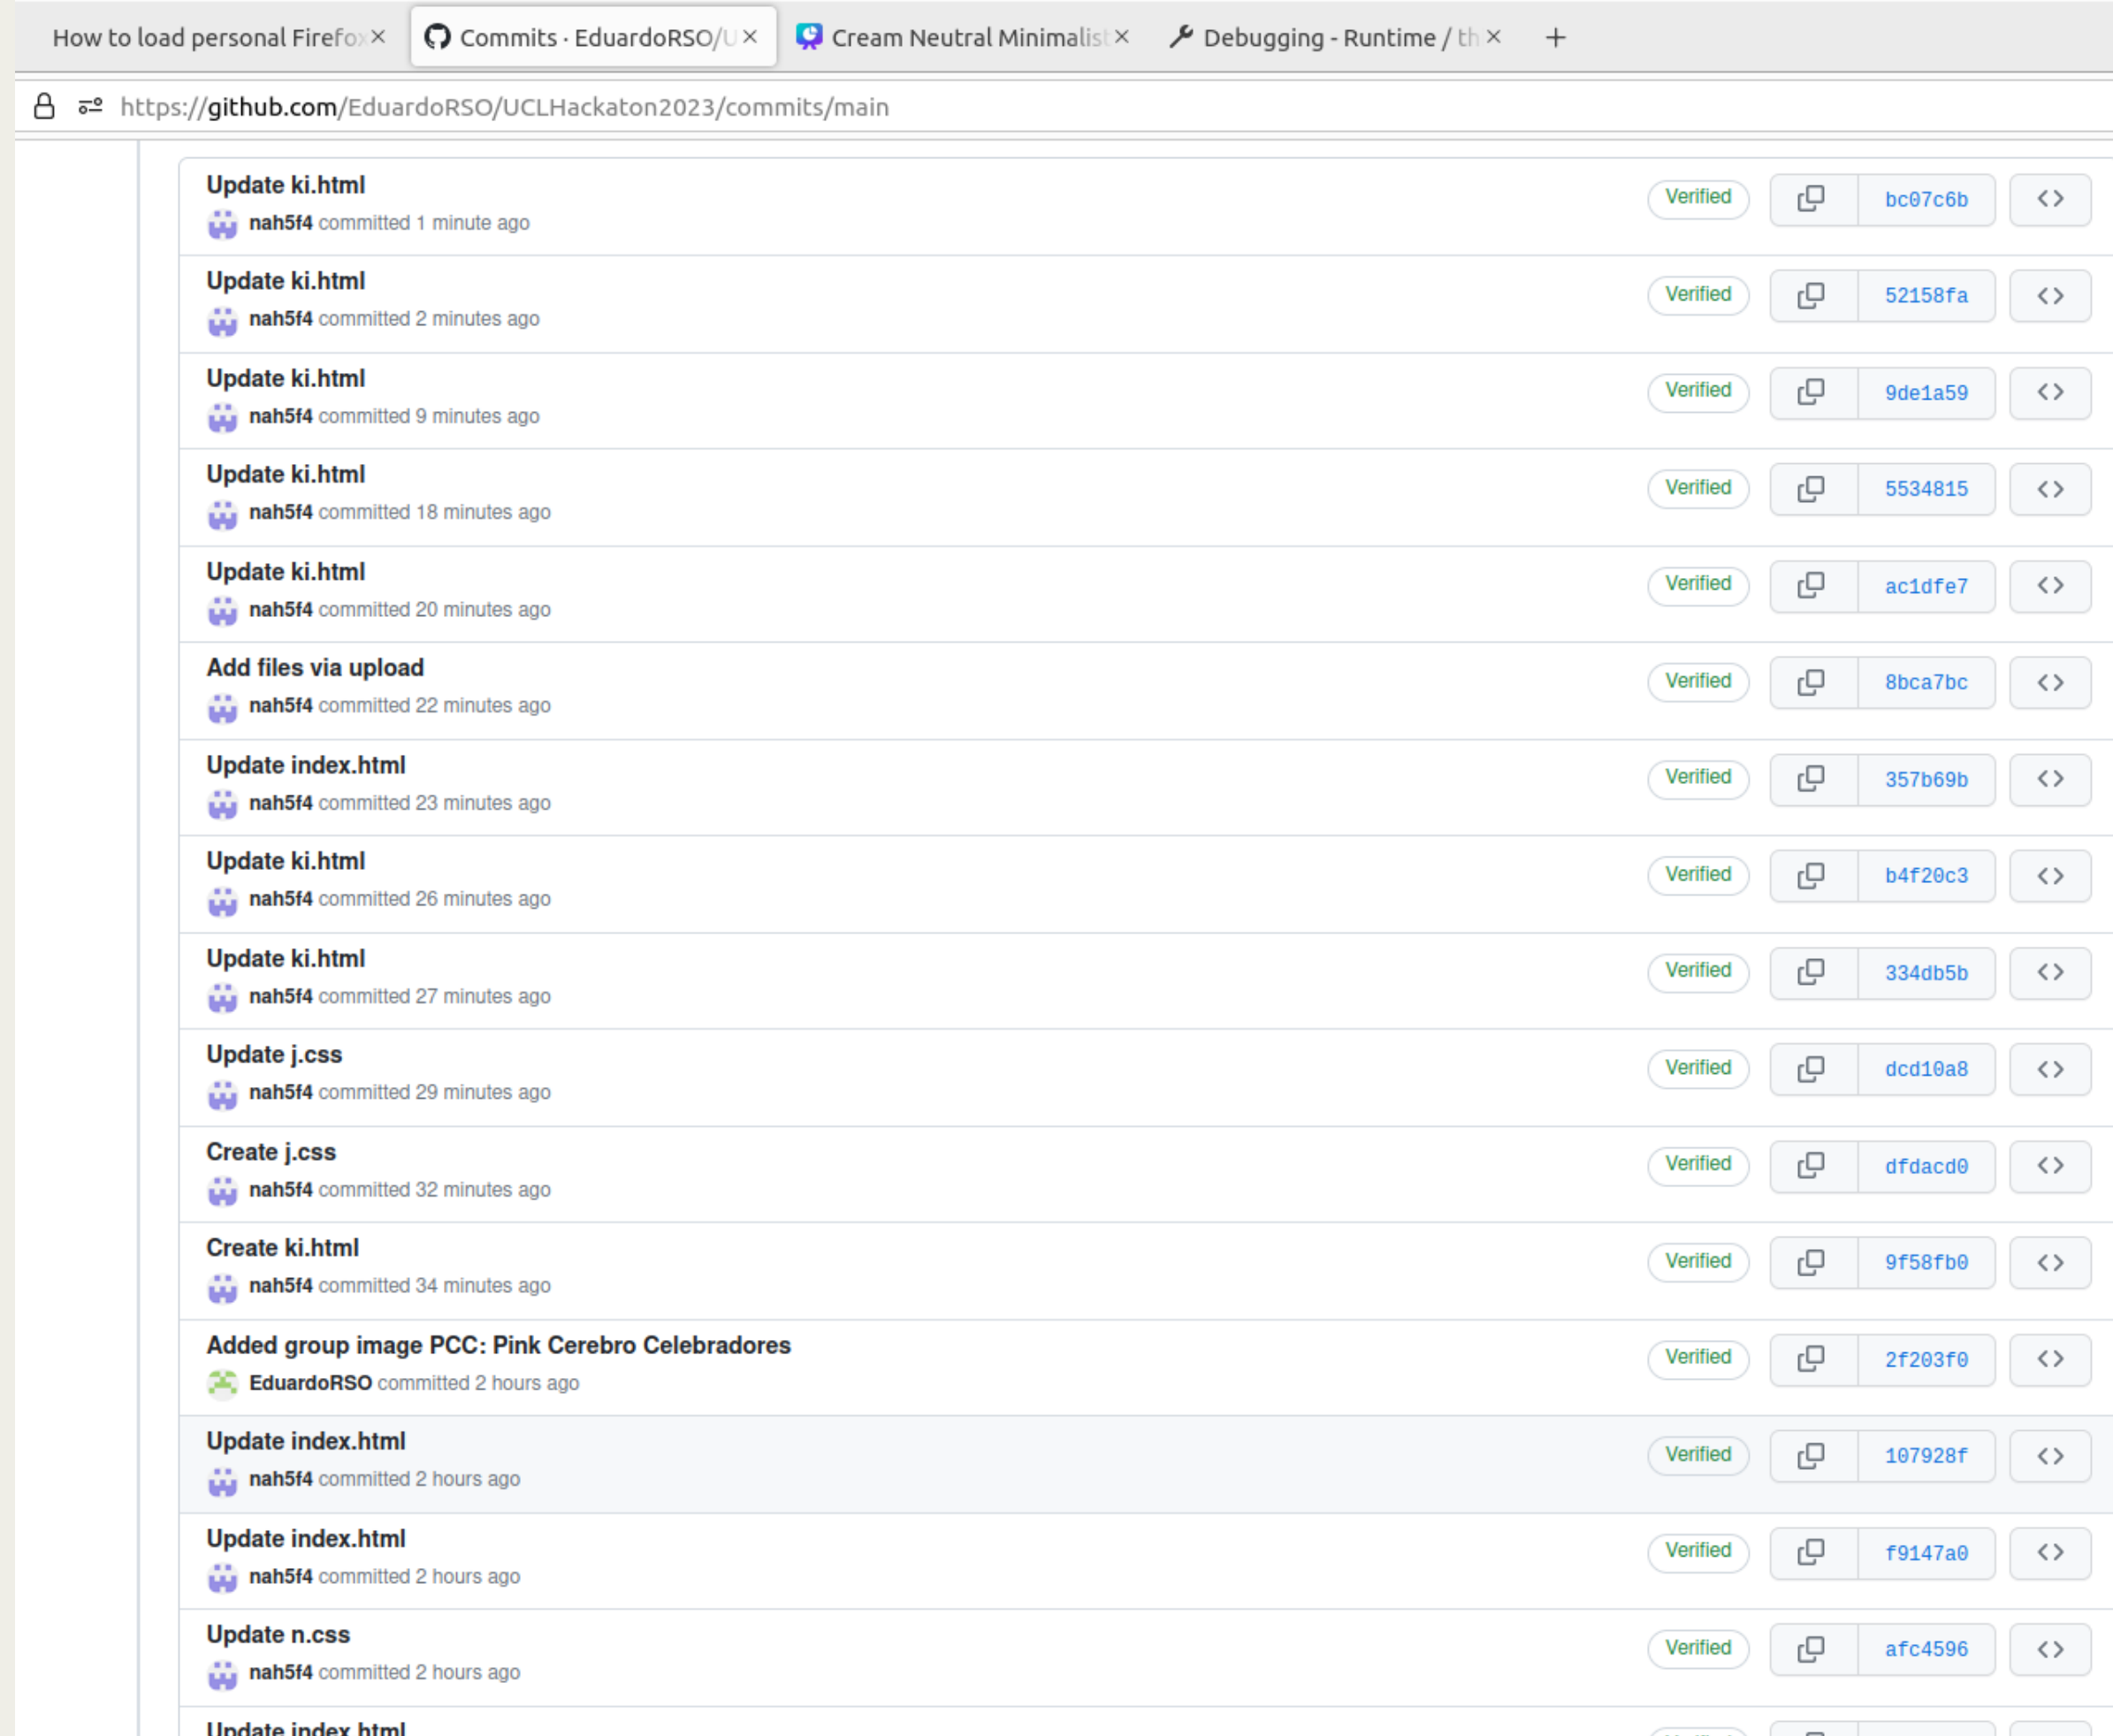 How to load personal Firefox
Commits · EduardoRSO/U
Cream Neutral Minimalist
Debugging - Runtime / th
https://github.com/EduardoRSO/UCLHackaton2023/commits/main
Update ki.html
nah5f4 committed 1 minute ago
Verified
bc07c6b
Update ki.html
nah5f4 committed 2 minutes ago
Verified
52158fa
Update ki.html
nah5f4 committed 9 minutes ago
Verified
9de1a59
Update ki.html
nah5f4 committed 18 minutes ago
Verified
5534815
Update ki.html
nah5f4 committed 20 minutes ago
Verified
ac1dfe7
Add files via upload
nah5f4 committed 22 minutes ago
Verified
8bca7bc
Update index.html
nah5f4 committed 23 minutes ago
Verified
357b69b
Update ki.html
nah5f4 committed 26 minutes ago
Verified
b4f20c3
Update ki.html
nah5f4 committed 27 minutes ago
Verified
334db5b
Update j.css
nah5f4 committed 29 minutes ago
Verified
dcd10a8
Create j.css
nah5f4 committed 32 minutes ago
Verified
dfdacd0
Create ki.html
nah5f4 committed 34 minutes ago
Verified
9f58fb0
Added group image PCC: Pink Cerebro Celebradores
EduardoRSO committed 2 hours ago
Verified
2f203f0
Update index.html
nah5f4 committed 2 hours ago
Verified
107928f
Update index.html
nah5f4 committed 2 hours ago
Verified
f9147a0
Update n.css
nah5f4 committed 2 hours ago
Verified
afc4596
Update index.html